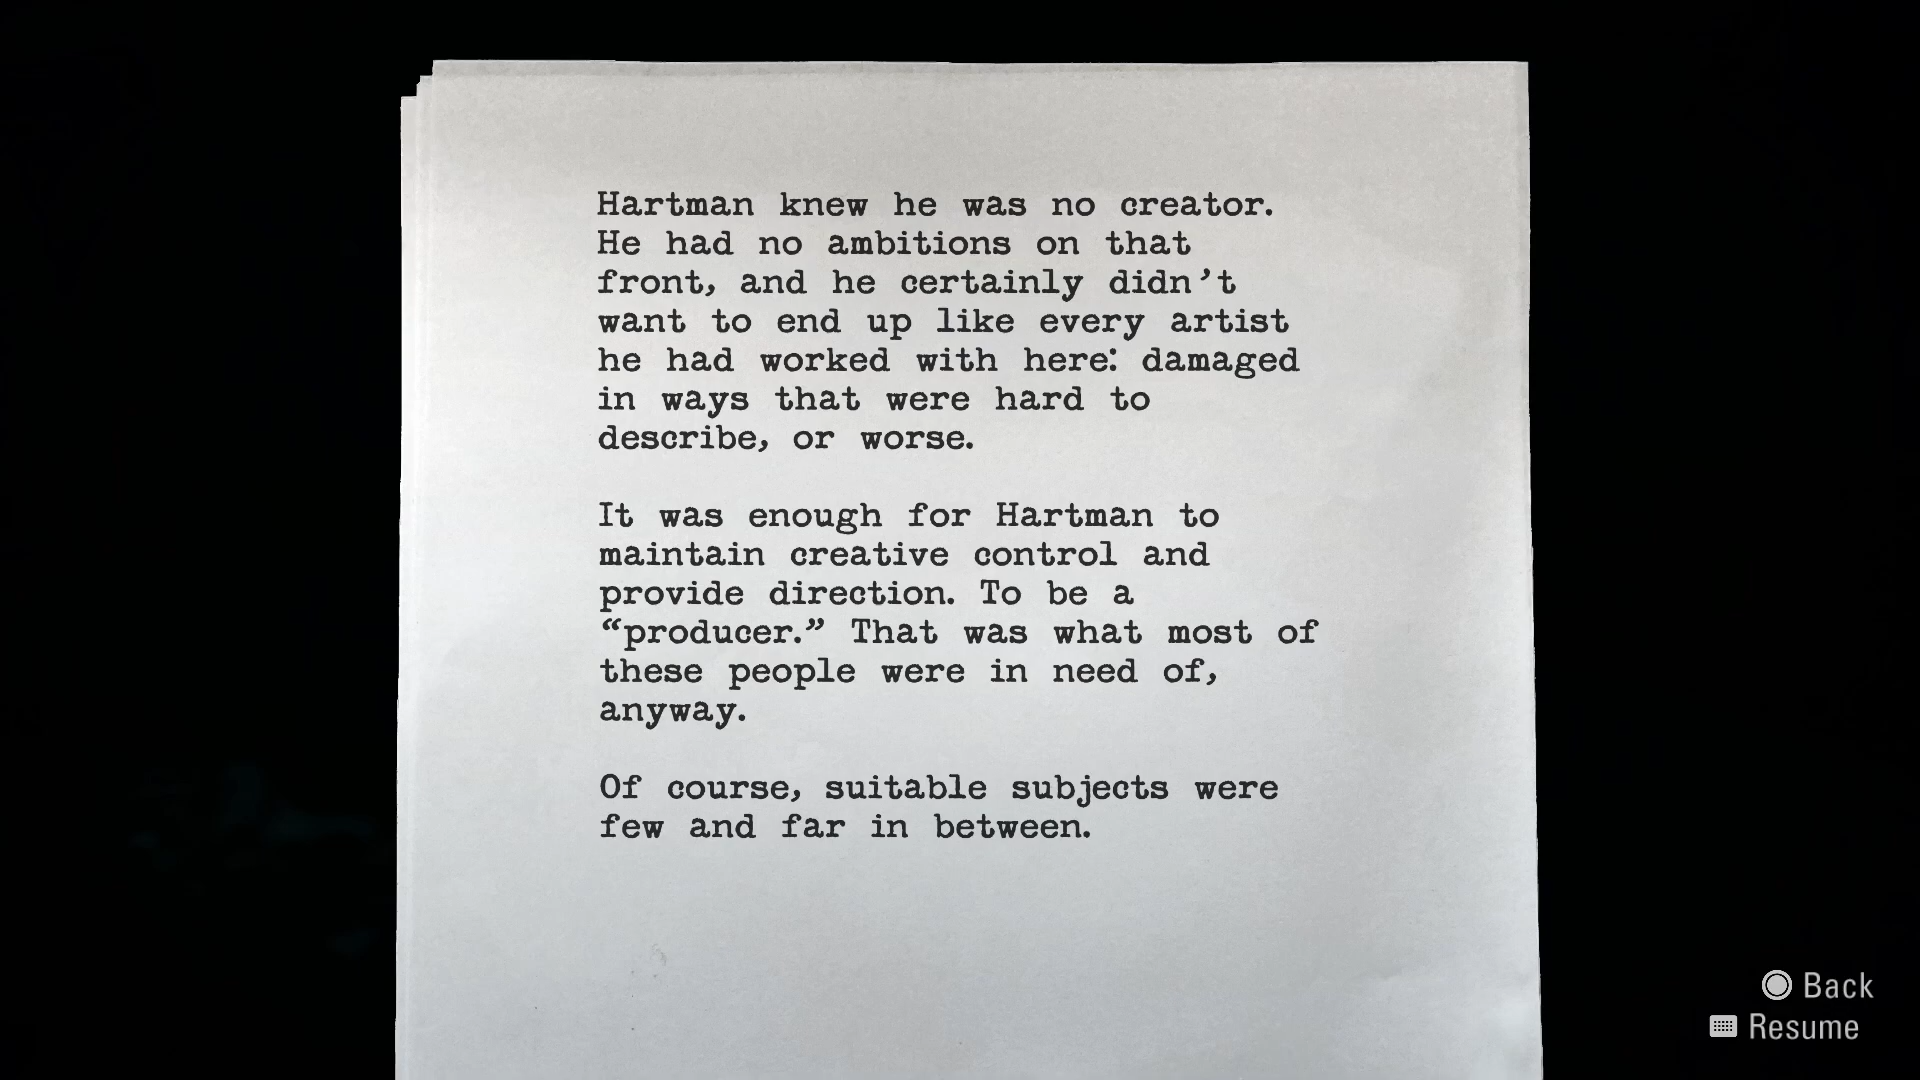 Hartman knew he was no creator.
He had no ambitions on that
front, and he certainly didn’t
want to end up like every artist
he had worked with here: damaged
in ways that were hard to
describe, or worse.
It was enough for Hartman to
maintain creative control and
provide direction. To be a
“producer.” That was what most of
these people were in need of,
anyway.
Of course, suitable subjects were
few and far in between.
Back
Resume